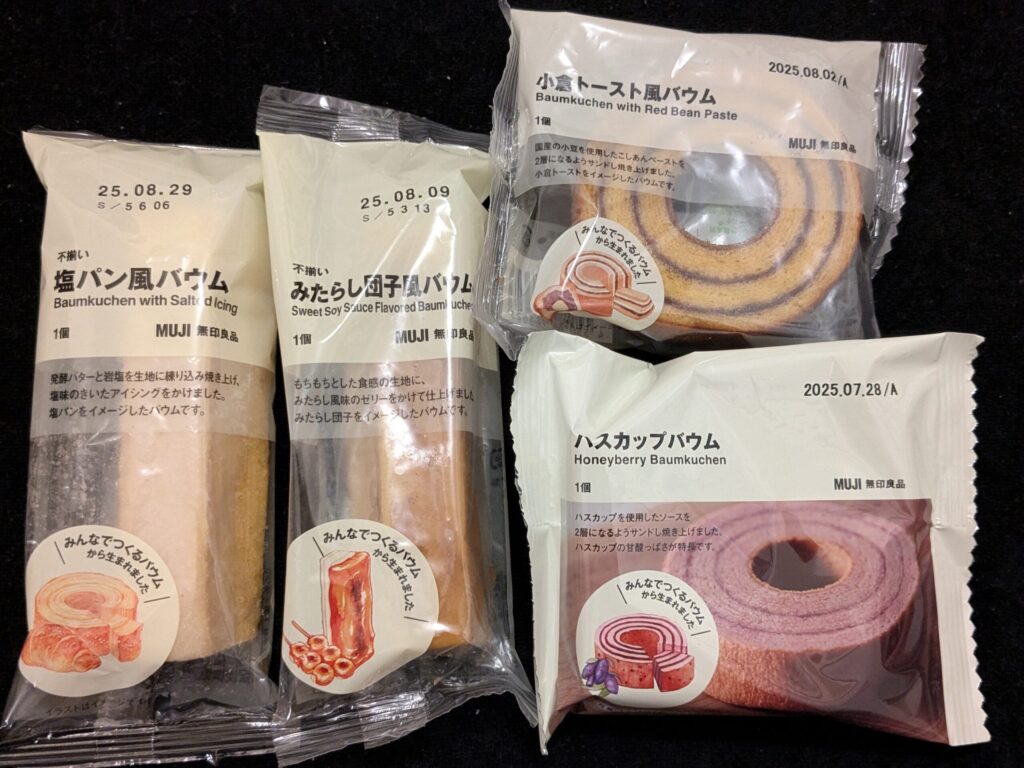 25.08.29
S/5606
不揃い
塩パン風バウム
Baumkuchen with Salted Icing
1個
MUJI 無印良品
発酵バターと岩塩を生地に練り込み焼き上げ、
塩味のきいたアイシングをかけました。
塩パンをイメージしたバウムです。
みんなでつくるバウム
から生まれました
イラストはイメージです
25.08.09
S/5313
不揃い
みたらし団子風バウム
Sweet Soy Sauce Flavored Baumkuchen
1個
MUJI 無印良品
もちもちとした食感の生地に、
みたらし風味のゼリーをかけて仕上げました
みたらし団子をイメージしたバウムです。
みんなでつくるバウム
から生まれました
2025.08.02/A
小倉トースト風バウム
Baumkuchen with Red Bean Paste
1個
MUJI 無印良品
国産の小豆を使用したこしあんペーストを
2層になるようサンドし焼き上げました。
小倉トーストをイメージしたバウムです。
みんなでつくるバウム
から生まれました
2025.07.28/A
ハスカップバウム
Honeyberry Baumkuchen
1個
MUJI 無印良品
ハスカップを使用したソースを
2層になるようサンドし焼き上げました。
ハスカップの甘酸っぱさが特長です。
みんなでつくるバウム
から生まれました